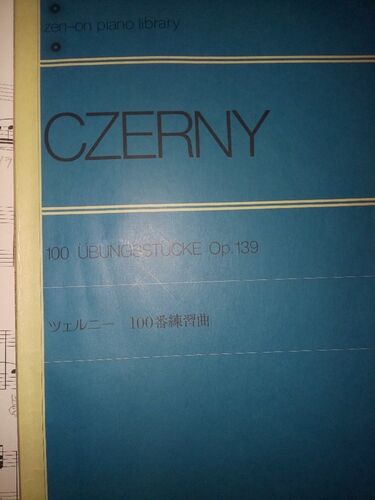 zen-on piano library
CZERNY
100 ÜBUNGSSTÜCKE Op.139
ツェルニー 100番練習曲